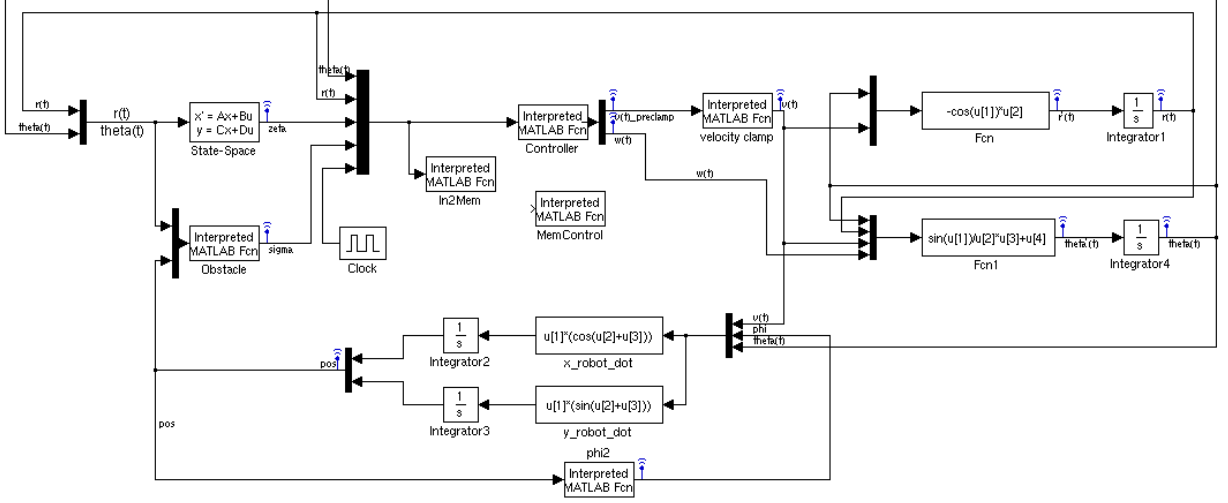 theta(t)
r(t)
r(t)
theta(t)
r(t)
theta(t)
x' = Ax+Bu
y = Cx+Du
State-Space
zeta
Interpreted
MATLAB Fcn
Obstacle
sigma
Clock
Interpreted
MATLAB Fcn
In2Mem
Interpreted
MATLAB Fcn
Controller
v(t)_preclamp
w(t)
Interpreted
MATLAB Fcn
MemControl
Interpreted
MATLAB Fcn
velocity clamp
v(t)
w(t)
-cos(u[1])*u[2]
Fcn
r'(t)
1
s
Integrator1
r(t)
sin(u[1])/u[2]*u[3]+u[4]
Fcn1
theta'(t)
1
s
Integrator4
theta(t)
v(t)
phi
theta(t)
u[1]*(cos(u[2]+u[3]))
x_robot_dot
1
s
Integrator2
u[1]*(sin(u[2]+u[3]))
y_robot_dot
1
s
Integrator3
pos
pos
phi2
Interpreted
MATLAB Fcn